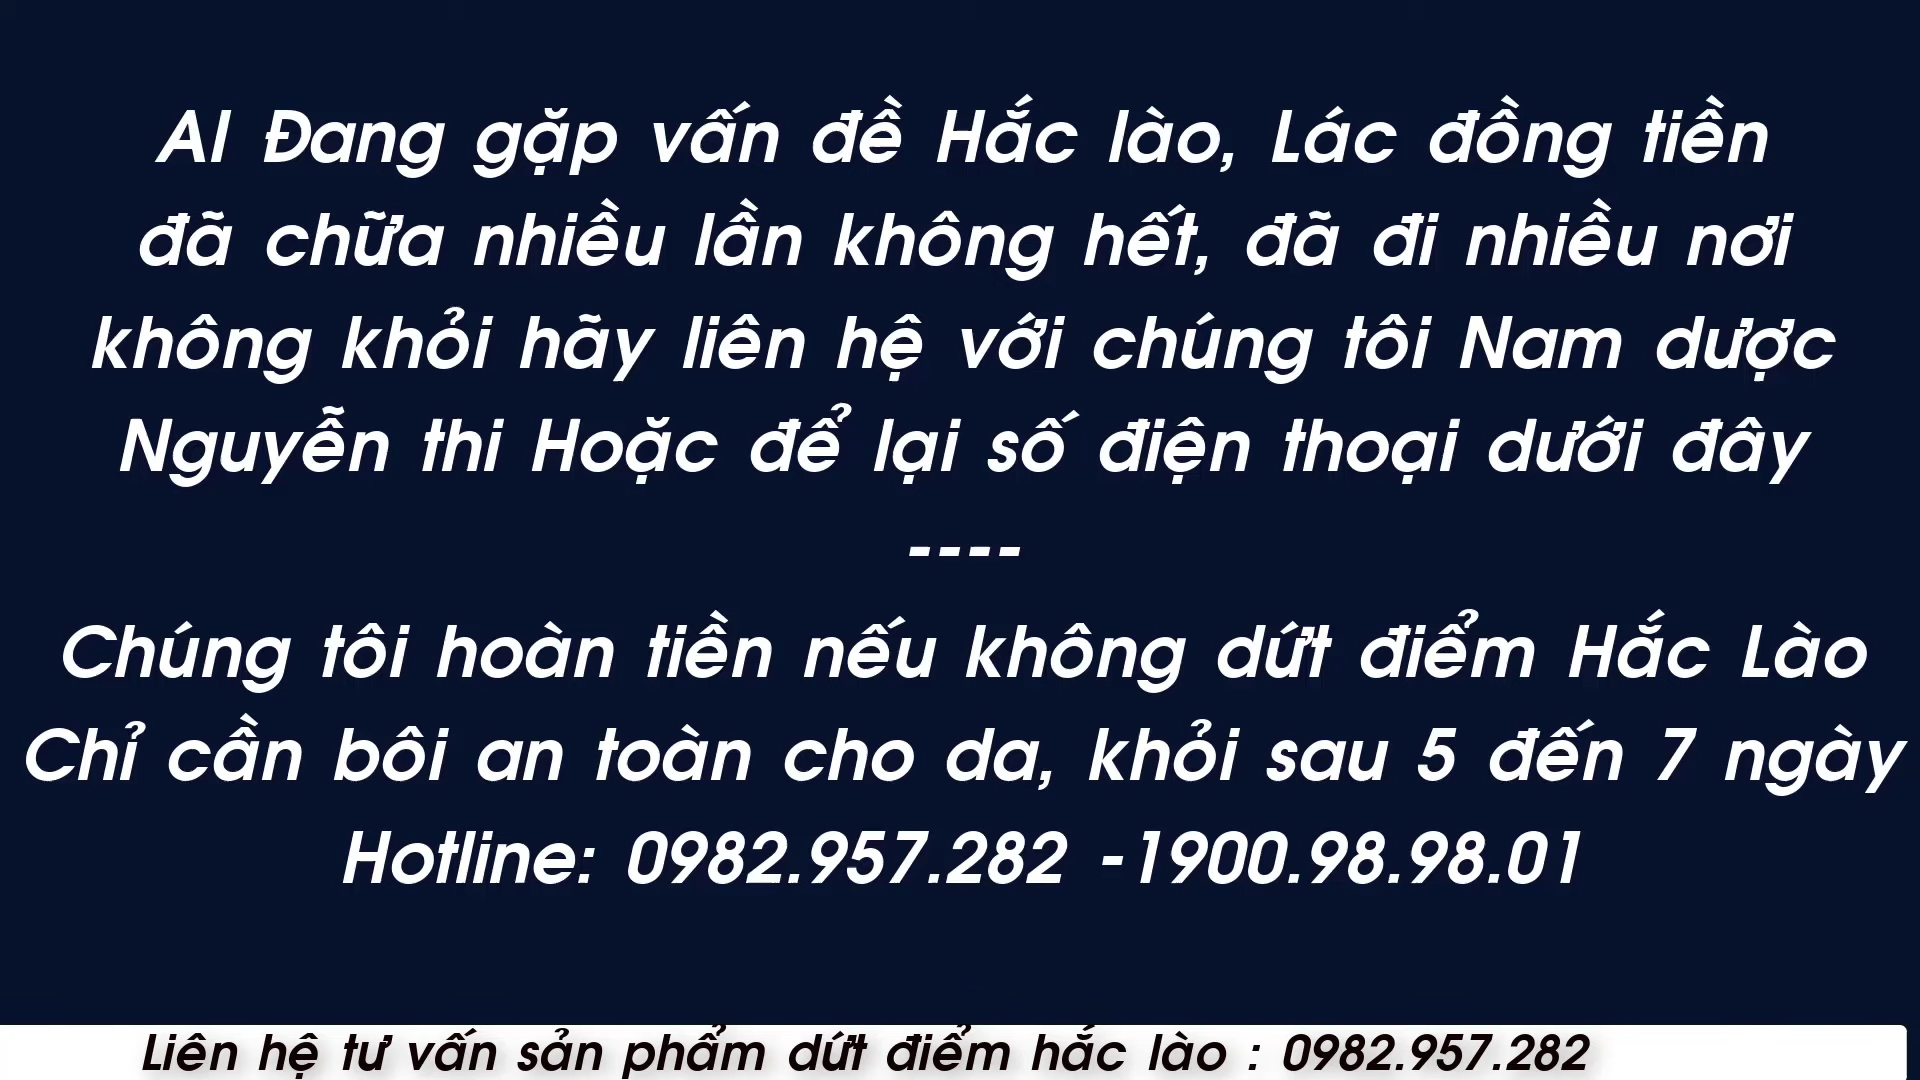 AI Đang gặp vấn đề Hắc lào, Lác đồng tiền
đã chữa nhiều lần không hết, đã đi nhiều nơi
không khỏi hãy liên hệ với chúng tôi Nam dược
Nguyễn thi Hoặc để lại số điện thoại dưới đây
----
Chúng tôi hoàn tiền nếu không dứt điểm Hắc Lào
Chỉ cần bôi an toàn cho da, khỏi sau 5 đến 7 ngày
Hotline: 0982.957.282 -1900.98.98.01
Liên hệ tư vấn sản phẩm dứt điểm hắc lào : 0982.957.282